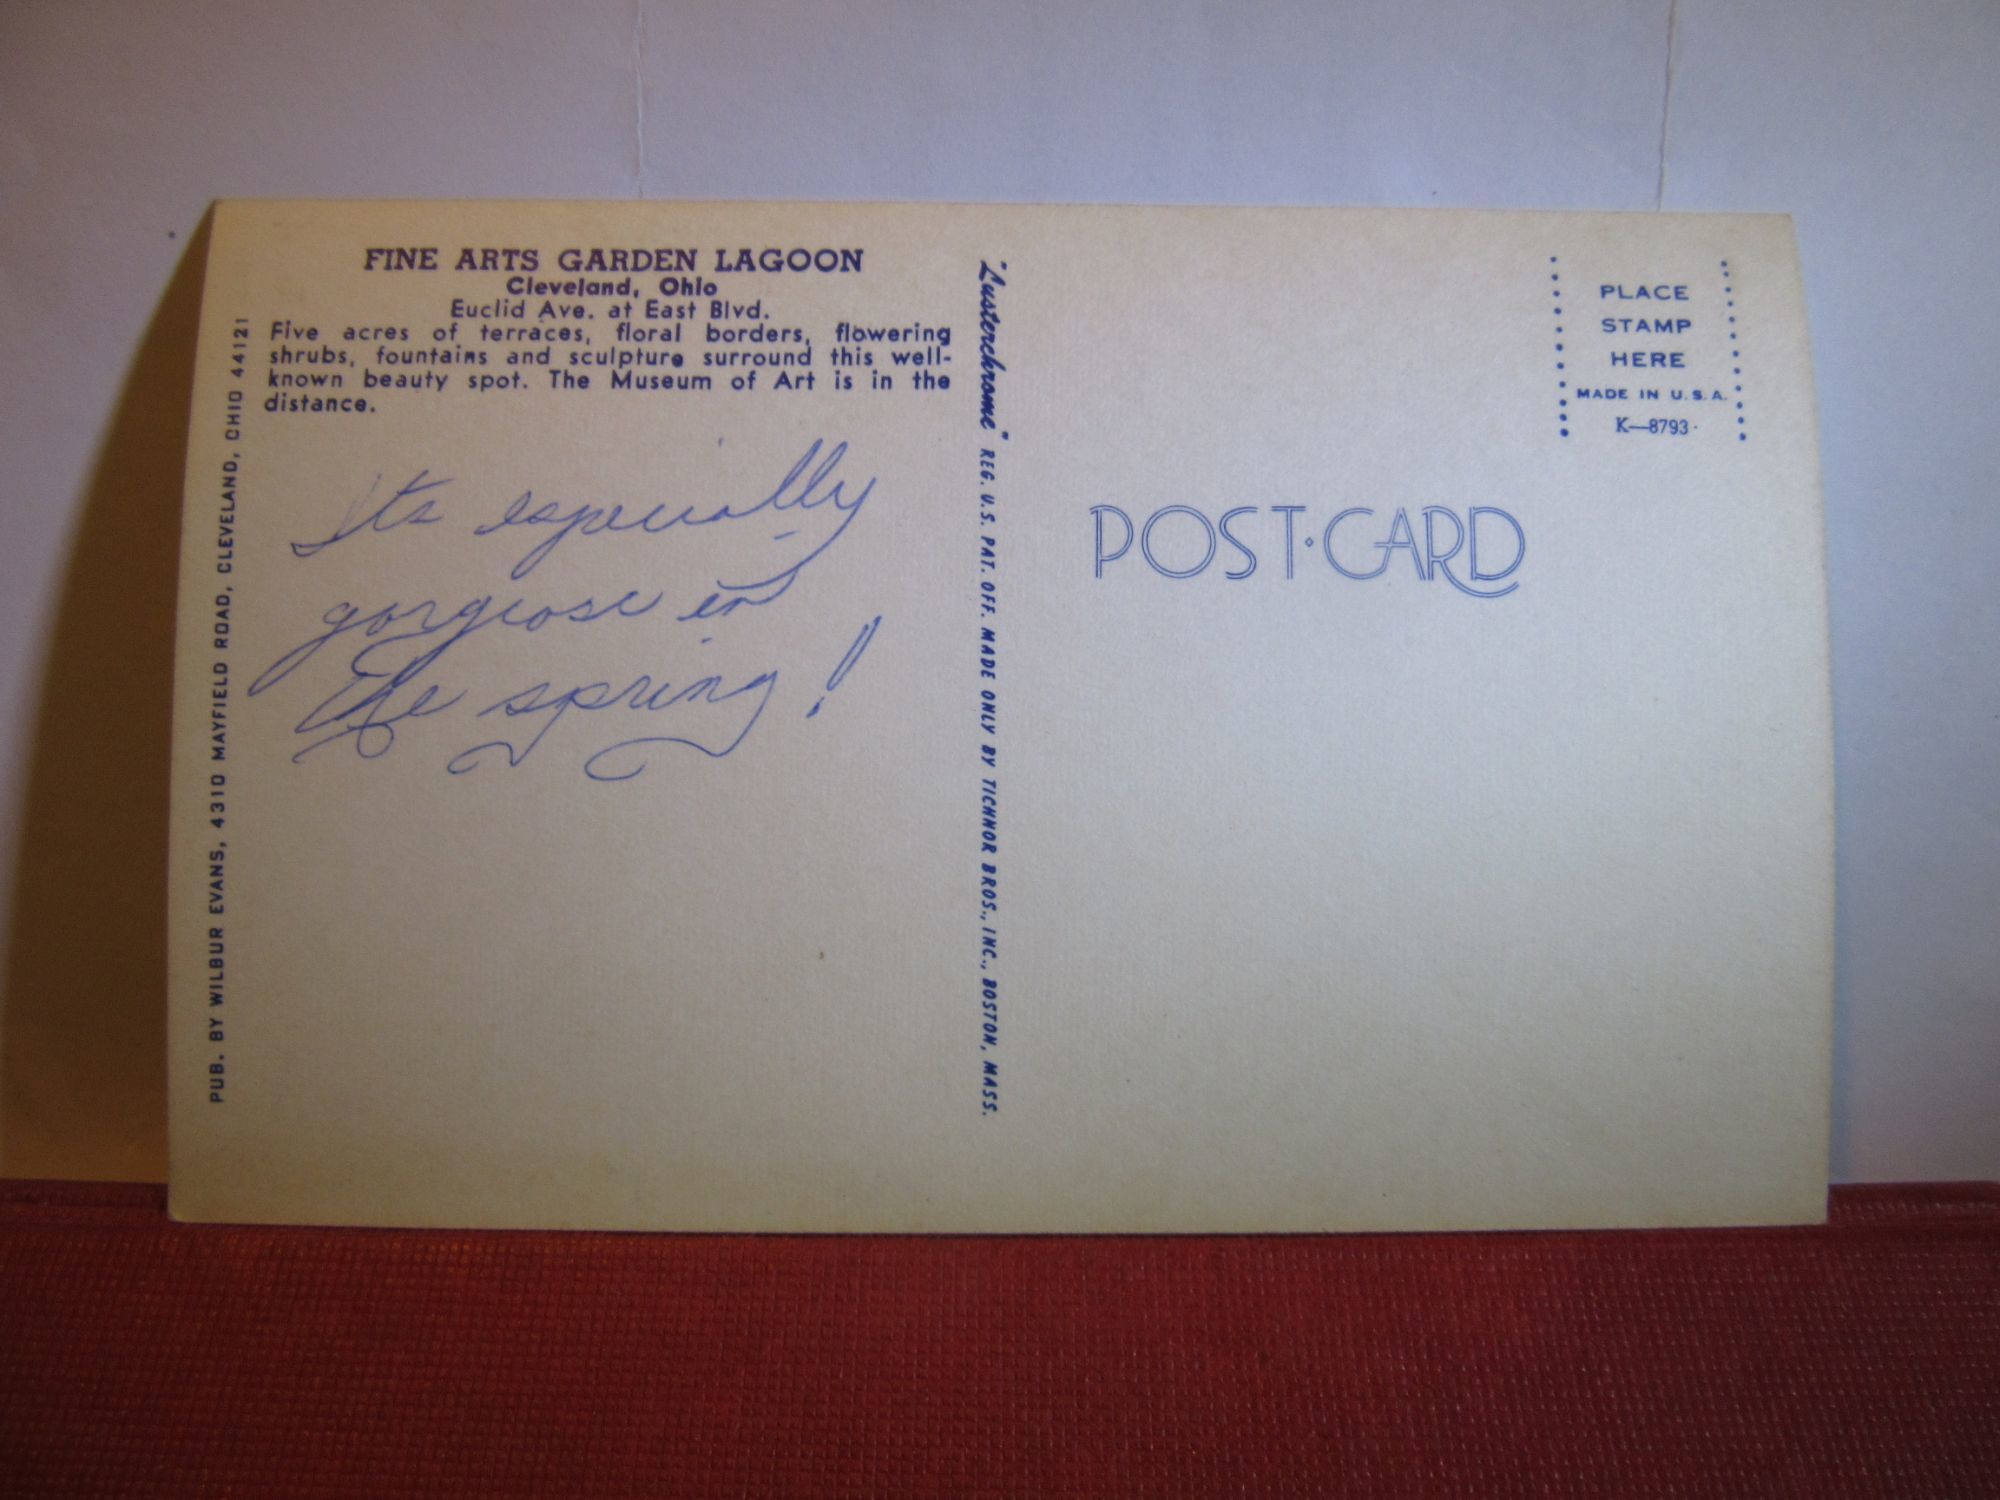 FINE ARTS GARDEN LAGOON
Cleveland, Ohio
Euclid Ave. at East Blvd.
Five acres of terraces, floral borders, flowering
shrubs, fountains and sculpture surround this well-
known beauty spot. The Museum of Art is in the
distance.
Its especially
gorgeose in
the spring!
PUB. BY WILBUR EVANS, 4310 MAYFIELD ROAD, CLEVELAND, OHIO 44121
"Lusterchrome" REG. U.S. PAT. OFF. MADE ONLY BY TICHNOR BROS., INC., BOSTON, MASS.
PLACE
STAMP
HERE
MADE IN U.S.A.
K—8793
POST·CARD